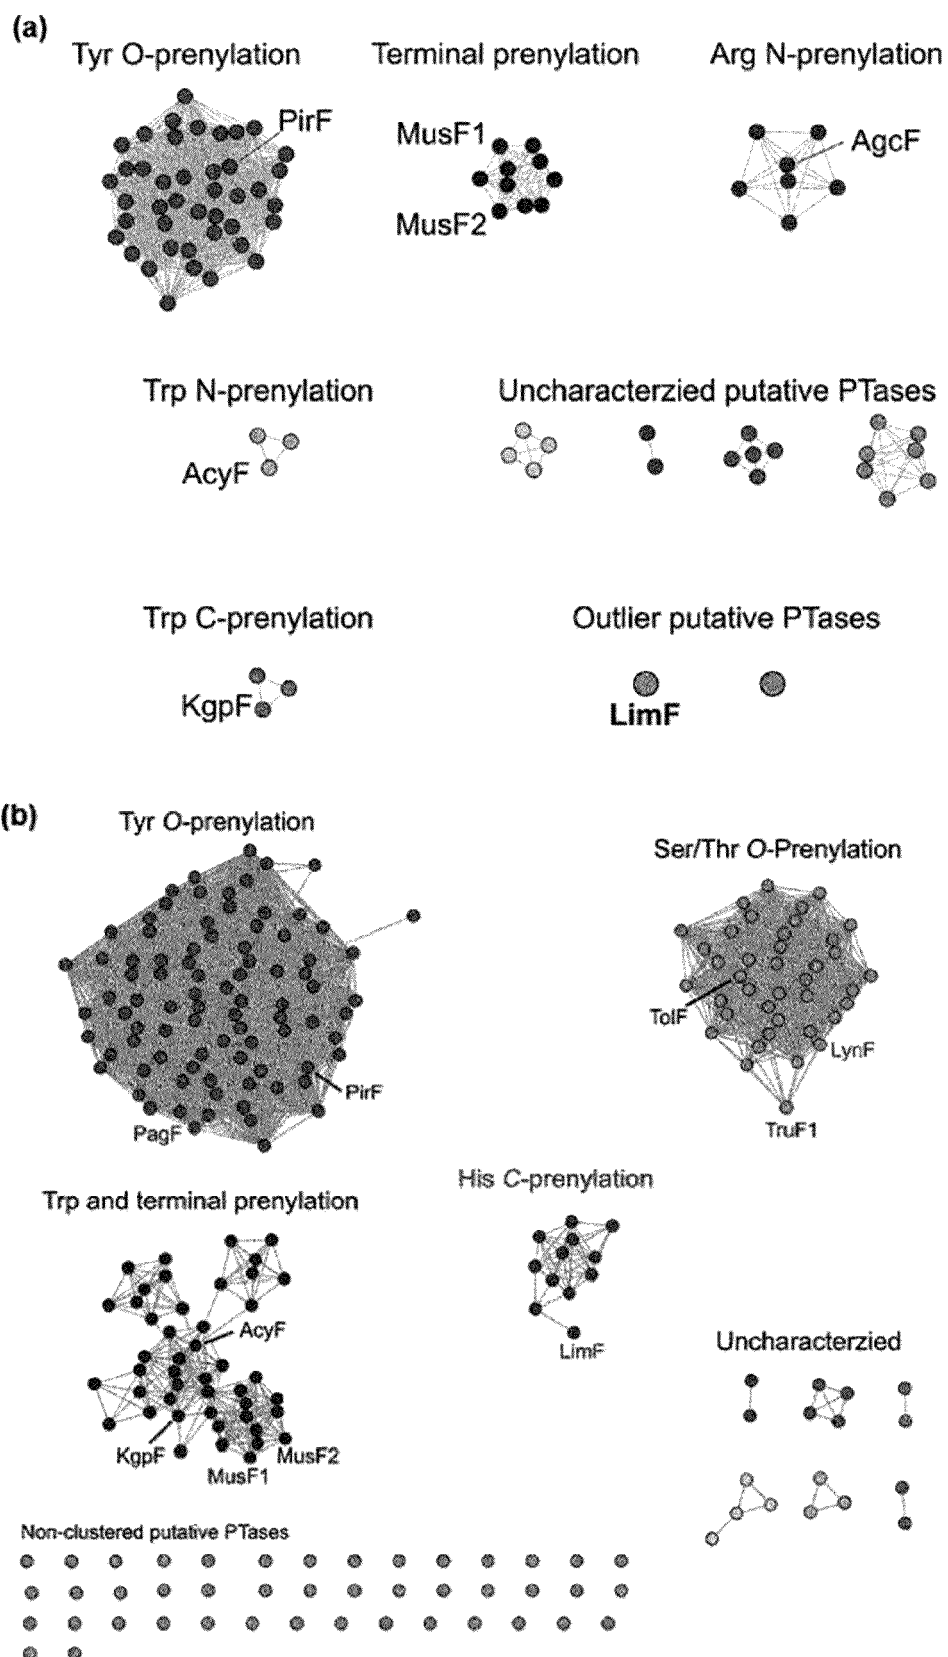 (a)
Tyr O-prenylation
Terminal prenylation
Arg N-prenylation
PirF
MusF1
AgcF
MusF2
Trp N-prenylation
Uncharacterzied putative PTases
AcyF
Trp C-prenylation
Outlier putative PTases
KgpF
LimF
(b)
Tyr O-prenylation
Ser/Thr O-Prenylation
TolF
LynF
PirF
PagF
TruF1
His C-prenylation
Trp and terminal prenylation
AcyF
LimF
Uncharacterzied
KgpF
MusF2
MusF1
Non-clustered putative PTases